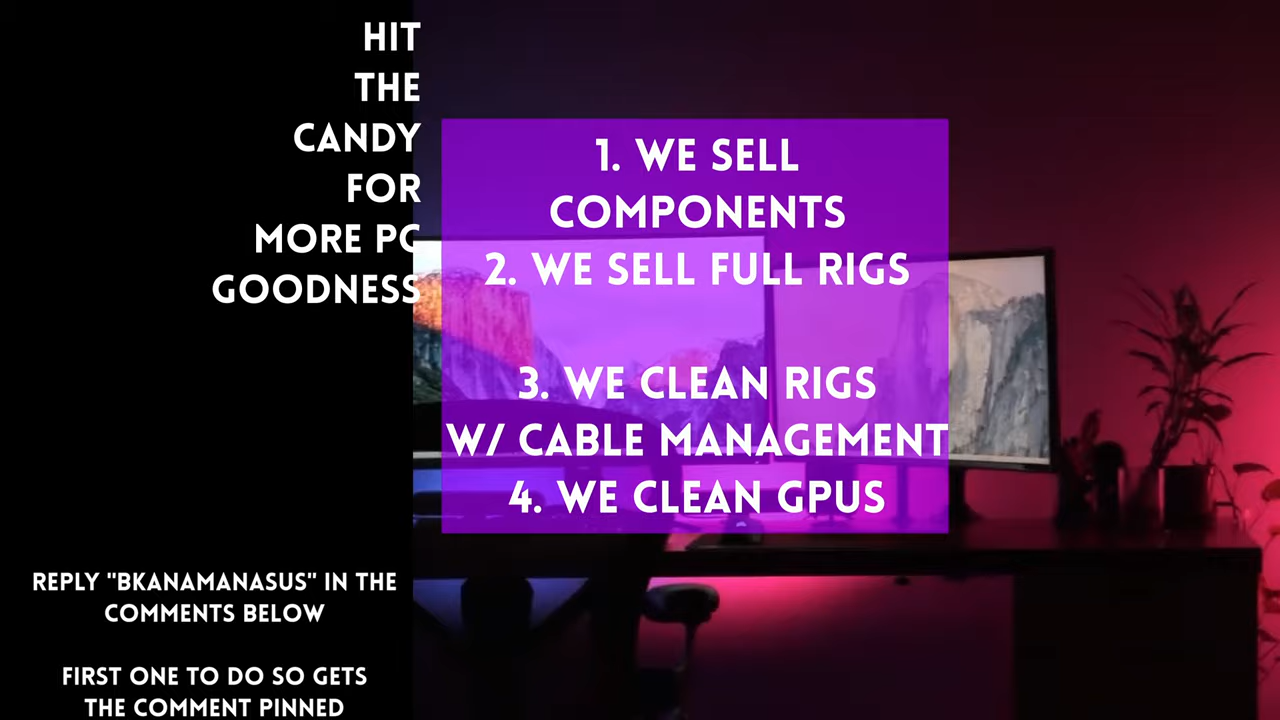 HIT
THE
CANDY
FOR
MORE PC
GOODNESS
1. WE SELL
COMPONENTS
2. WE SELL FULL RIGS
3. WE CLEAN RIGS
W/ CABLE MANAGEMENT
4. WE CLEAN GPUS
REPLY "BKANAMANASUS" IN THE
COMMENTS BELOW
FIRST ONE TO DO SO GETS
THE COMMENT PINNED